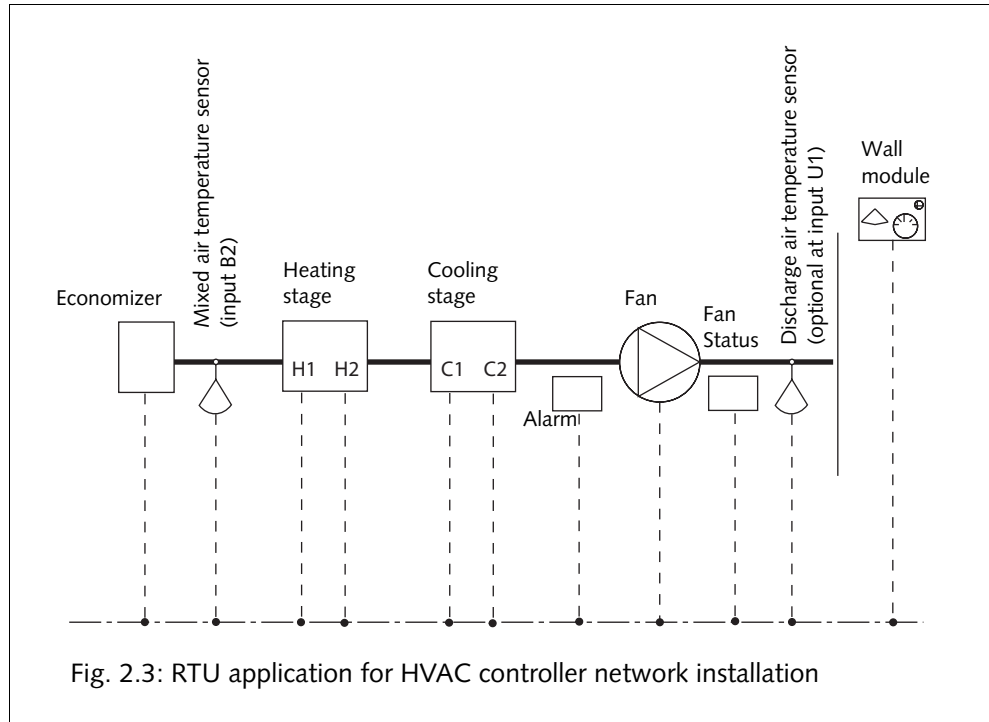 Mixed air temperature sensor
(input B2)
Discharge air temperature sensor
(optional at input U1)
Wall
module
Economizer
Heating
stage
Cooling
stage
Fan
Fan
Status
H1 H2
C1 C2
Alarm
Fig. 2.3: RTU application for HVAC controller network installation